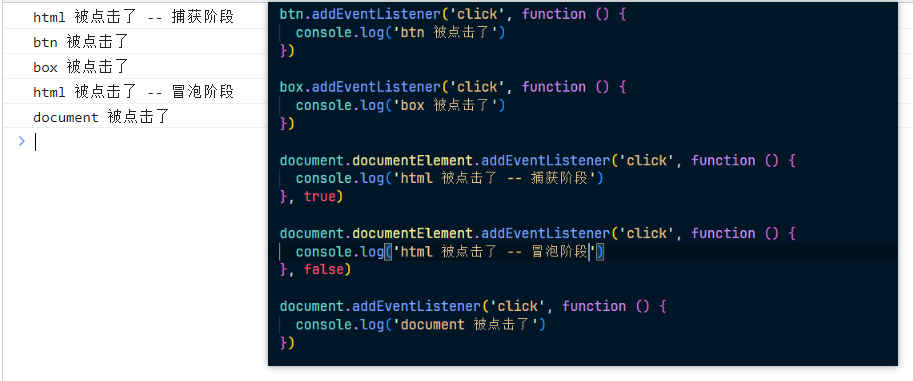 html 被点击了 -- 捕获阶段
btn 被点击了
box 被点击了
html 被点击了 -- 冒泡阶段
document 被点击了
>
btn.addEventListener('click', function () {
  console.log('btn 被点击了')
})
box.addEventListener('click', function () {
  console.log('box 被点击了')
})
document.documentElement.addEventListener('click', function () {
  console.log('html 被点击了 -- 捕获阶段')
}, true)
document.documentElement.addEventListener('click', function () {
  console.log('html 被点击了 -- 冒泡阶段')
}, false)
document.addEventListener('click', function () {
  console.log('document 被点击了')
})